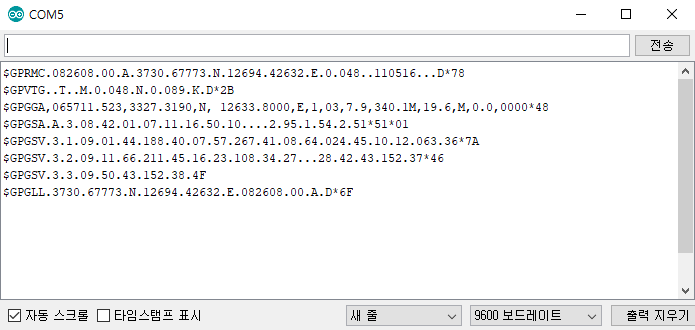 COM5
전송
$GPRMC.082608.00.A.3730.67773.N.12694.42632.E.0.048..110516...D*78
$GPVTG..T..M.0.048.N.0.089.K.D*2B
$GPGGA,065711.523,3327.3190,N, 12633.8000,E,1,03,7.9,340.1M,19.6,M,0.0,0000*48
$GPGSA.A.3.08.42.01.07.11.16.50.10....2.95.1.54.2.51*51*01
$GPGSV.3.1.09.01.44.188.40.07.57.267.41.08.64.024.45.10.12.063.36*7A
$GPGSV.3.2.09.11.66.211.45.16.23.108.34.27...28.42.43.152.37*46
$GPGSV.3.3.09.50.43.152.38.4F
$GPGLL.3730.67773.N.12694.42632.E.082608.00.A.D*6F
자동 스크롤 타임스탬프 표시 새 줄 9600 보드레이트 출력 지우기